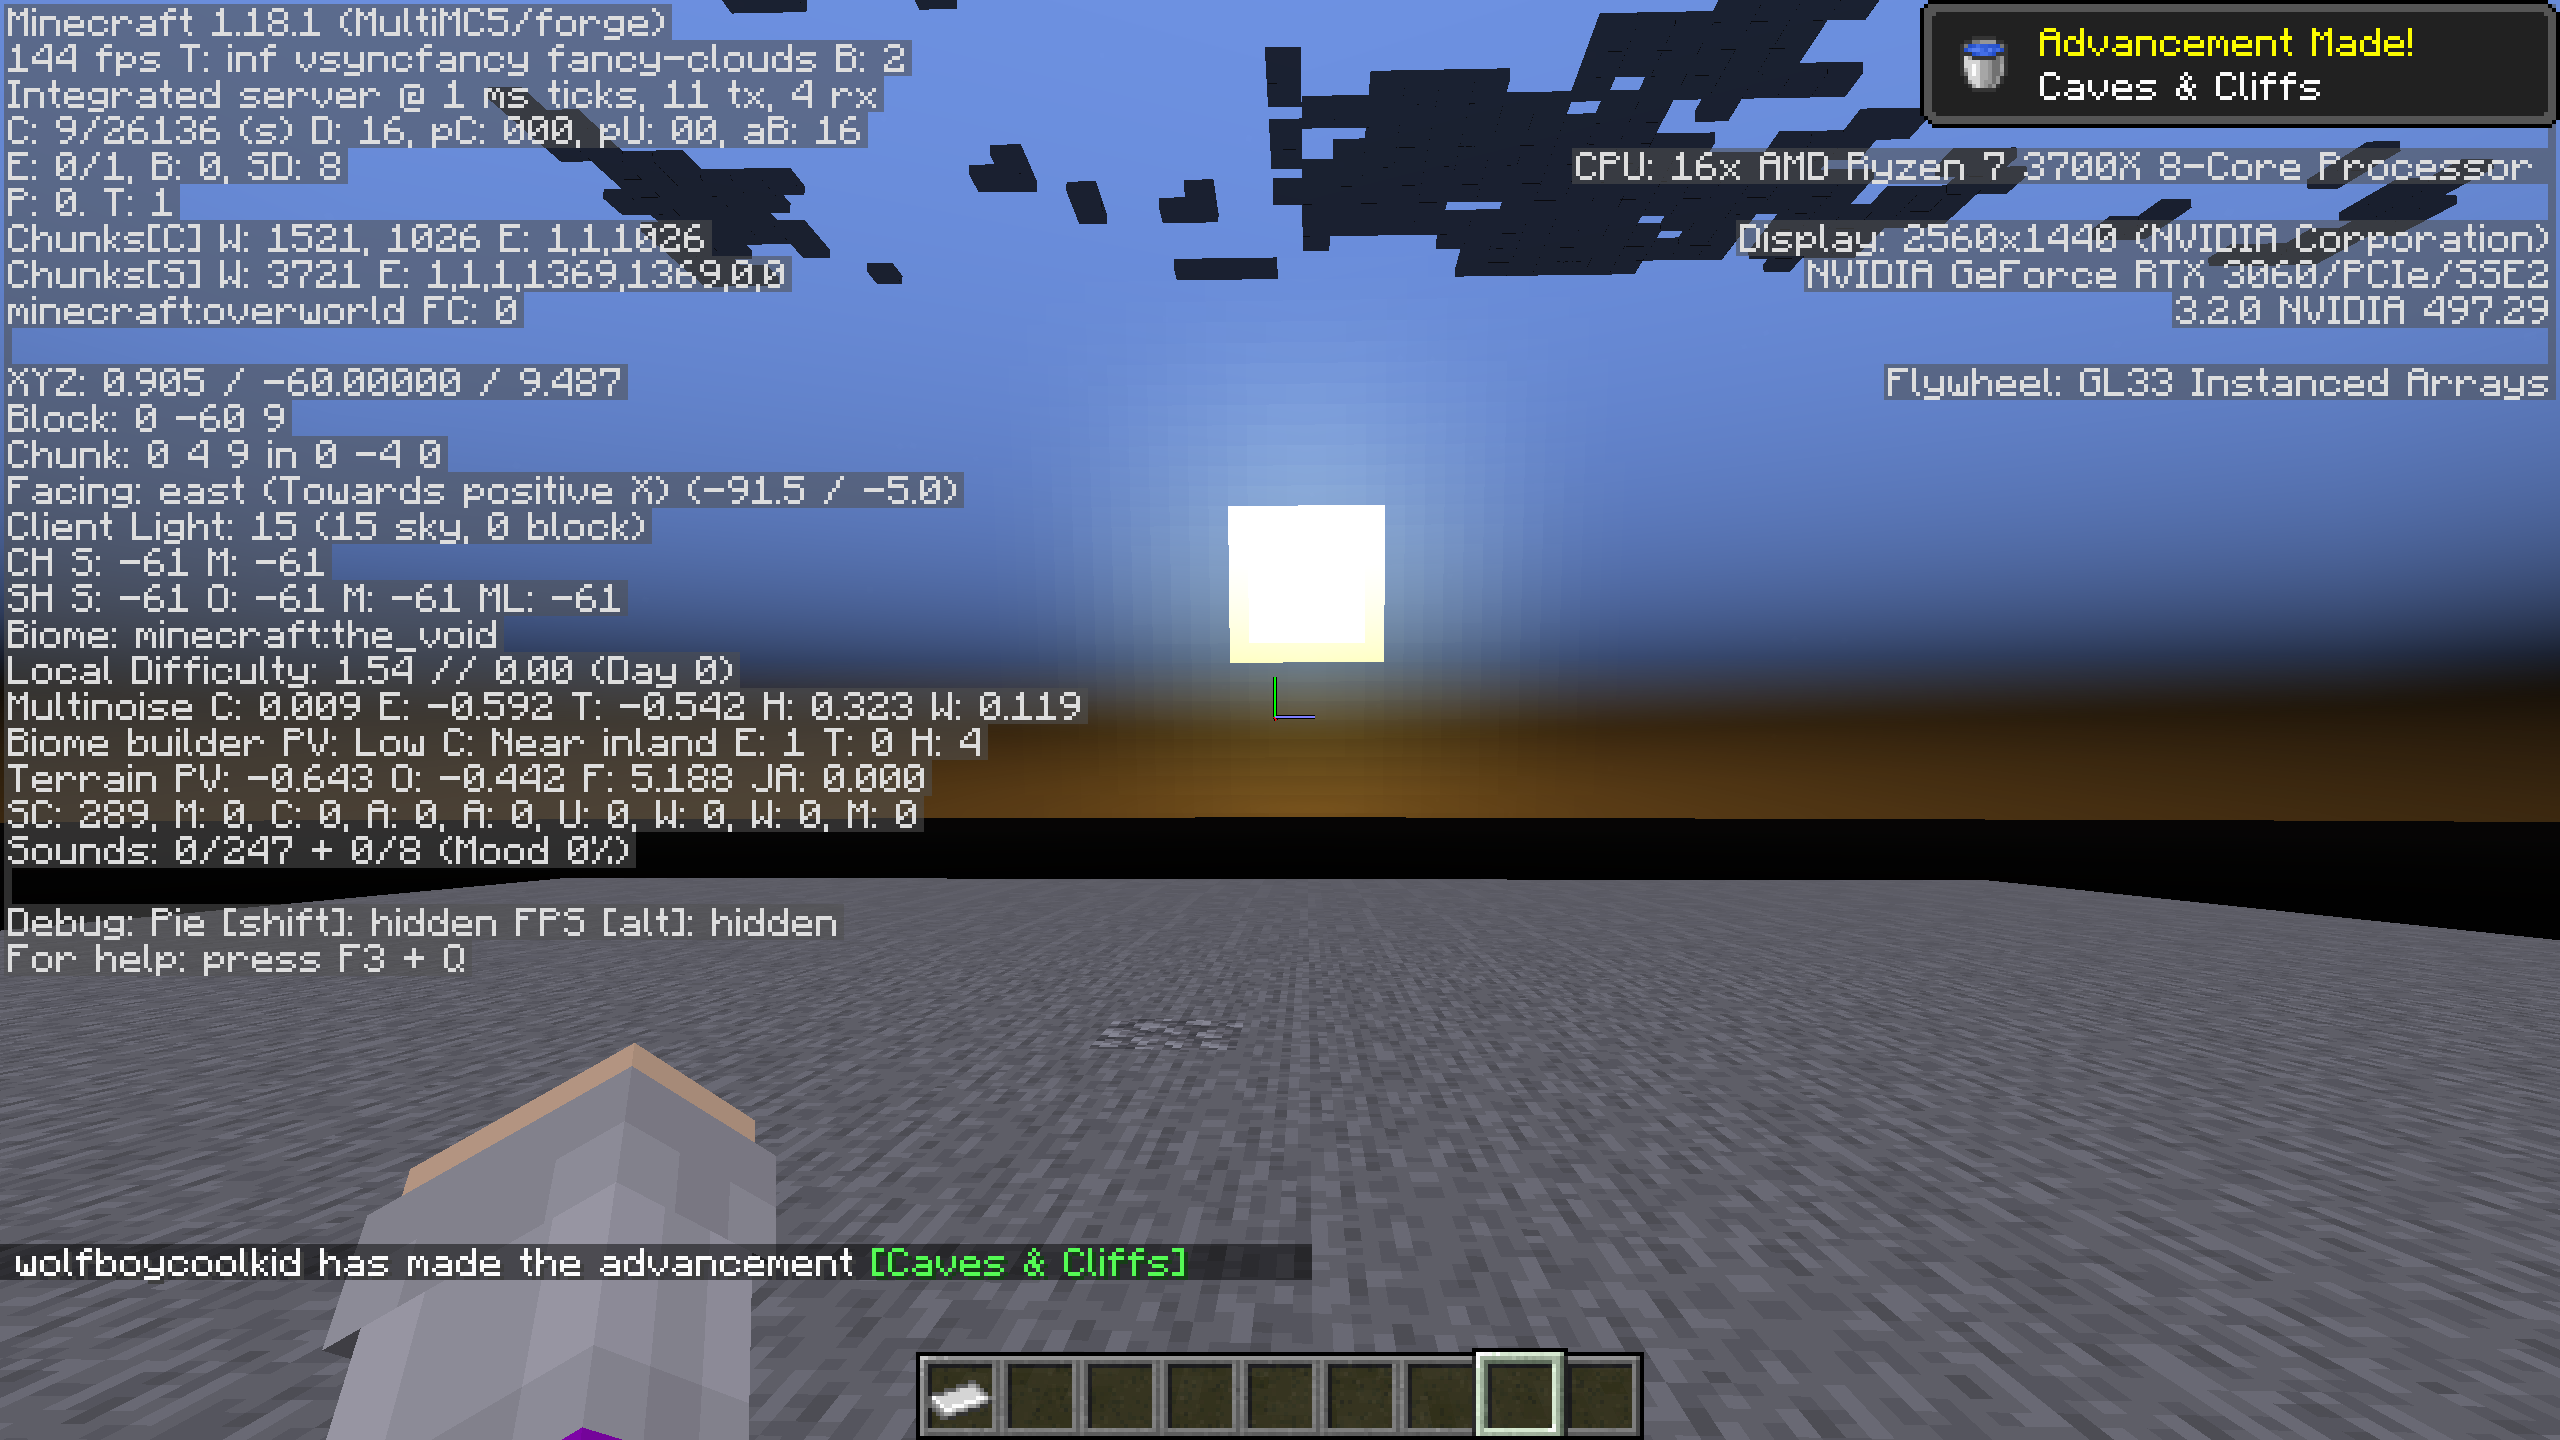 Minecraft 1.18.1 (MultiMC5/forge)
144 fps T: inf vsyncfancy fancy-clouds B: 2
Integrated server @ 1 ms ticks, 11 tx, 4 rx
C: 9/26136 (s) D: 16, pC: 000, pU: 00, aB: 16
E: 0/1, B: 0, SD: 8
P: 0. T: 1
Chunks[C] W: 1521, 1026 E: 1,1,1026
Chunks[S] W: 3721 E: 1,1,1,1369,1369,0,0
minecraft:overworld FC: 0
XYZ: 0.905 / -60.00000 / 9.487
Block: 0 -60 9
Chunk: 0 4 9 in 0 -4 0
Facing: east (Towards positive X) (-91.5 / -5.0)
Client Light: 15 (15 sky, 0 block)
CH S: -61 M: -61
SH S: -61 O: -61 M: -61 ML: -61
Biome: minecraft:the_void
Local Difficulty: 1.54 // 0.00 (Day 0)
Multinoise C: 0.009 E: -0.592 T: -0.542 H: 0.323 W: 0.119
Biome builder PV: Low C: Near inland E: 1 T: 0 H: 4
Terrain PV: -0.643 O: -0.442 F: 5.188 JA: 0.000
SC: 289, M: 0, C: 0, A: 0, A: 0, U: 0, W: 0, W: 0, M: 0
Sounds: 0/247 + 0/8 (Mood 0%)
Debug: Pie [shift]: hidden FPS [alt]: hidden
For help: press F3 + Q
Advancement Made!
Caves & Cliffs
CPU: 16x AMD Ryzen 7 3700X 8-Core Processor
Display: 2560x1440 (NVIDIA Corporation)
NVIDIA GeForce RTX 3060/PCIe/SSE2
3.2.0 NVIDIA 497.29
Flywheel: GL33 Instanced Arrays
wolfboycoolkid has made the advancement [Caves & Cliffs]